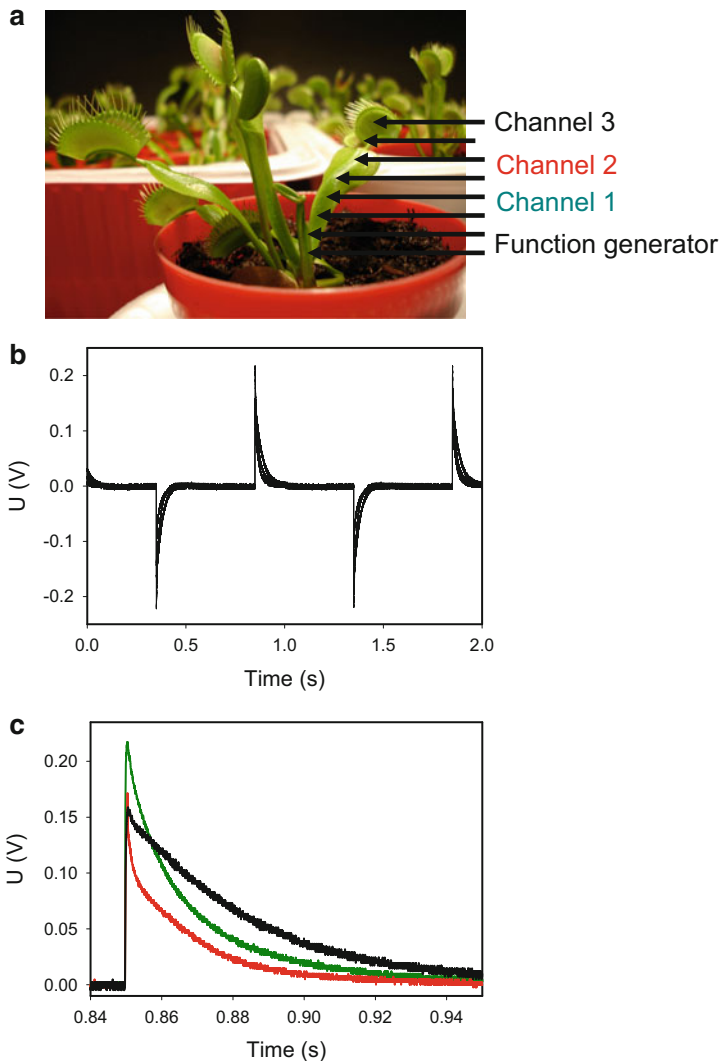 a
Channel 3
Channel 2
Channel 1
Function generator
b
0.2
0.1
0.0
-0.1
-0.2
U (V)
0.0 0.5 1.0 1.5 2.0
Time (s)
c
0.20
0.15
0.10
0.05
0.00
U (V)
0.84 0.86 0.88 0.90 0.92 0.94
Time (s)